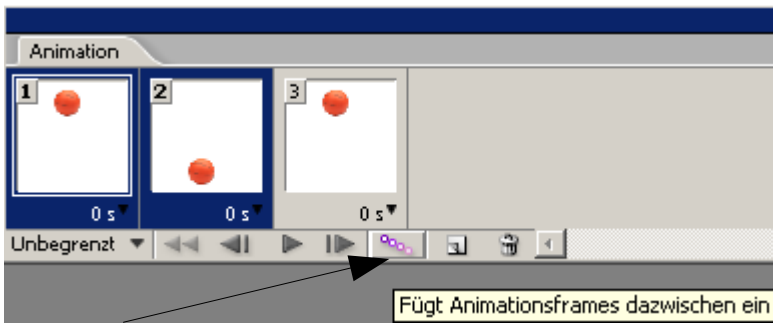 Animation
1 2 3
0 s 0 s 0 s
Unbegrenzt
Fügt Animationsframes dazwischen ein